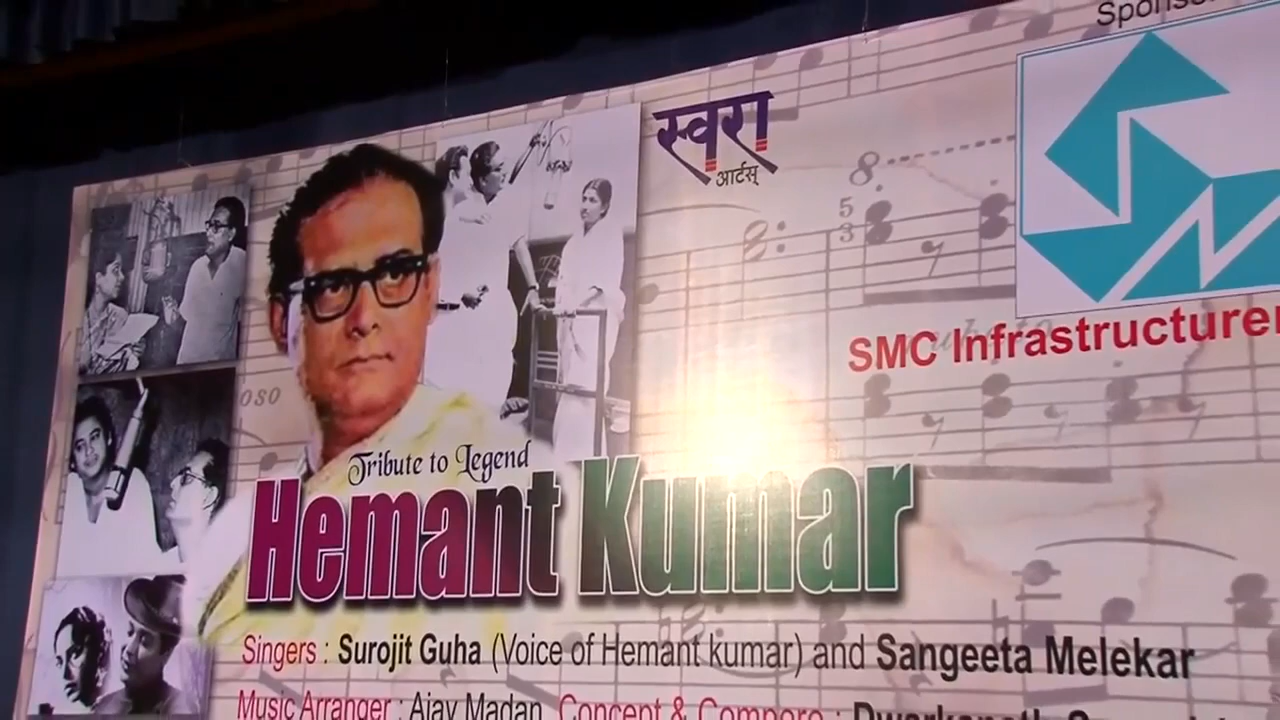 स्वरा
आर्टस्
SMC Infrastructure
Tribute to Legend
Hemant Kumar
Singers : Surojit Guha (Voice of Hemant kumar) and Sangeeta Melekar
Music Arranger : Ajay Madan Concept & Compere :